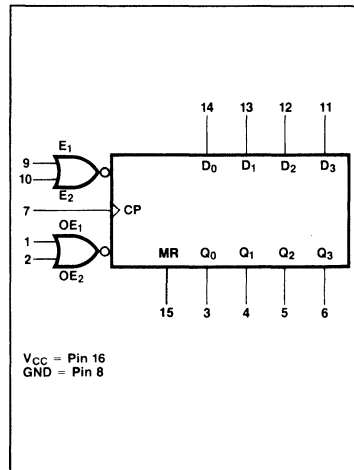 14 13 12 11
E1
9
D0 D1 D2 D3
10
E2
7 CP
OE1
1
MR Q0 Q1 Q2 Q3
2
OE2
15 3 4 5 6
VCC = Pin 16
GND = Pin 8